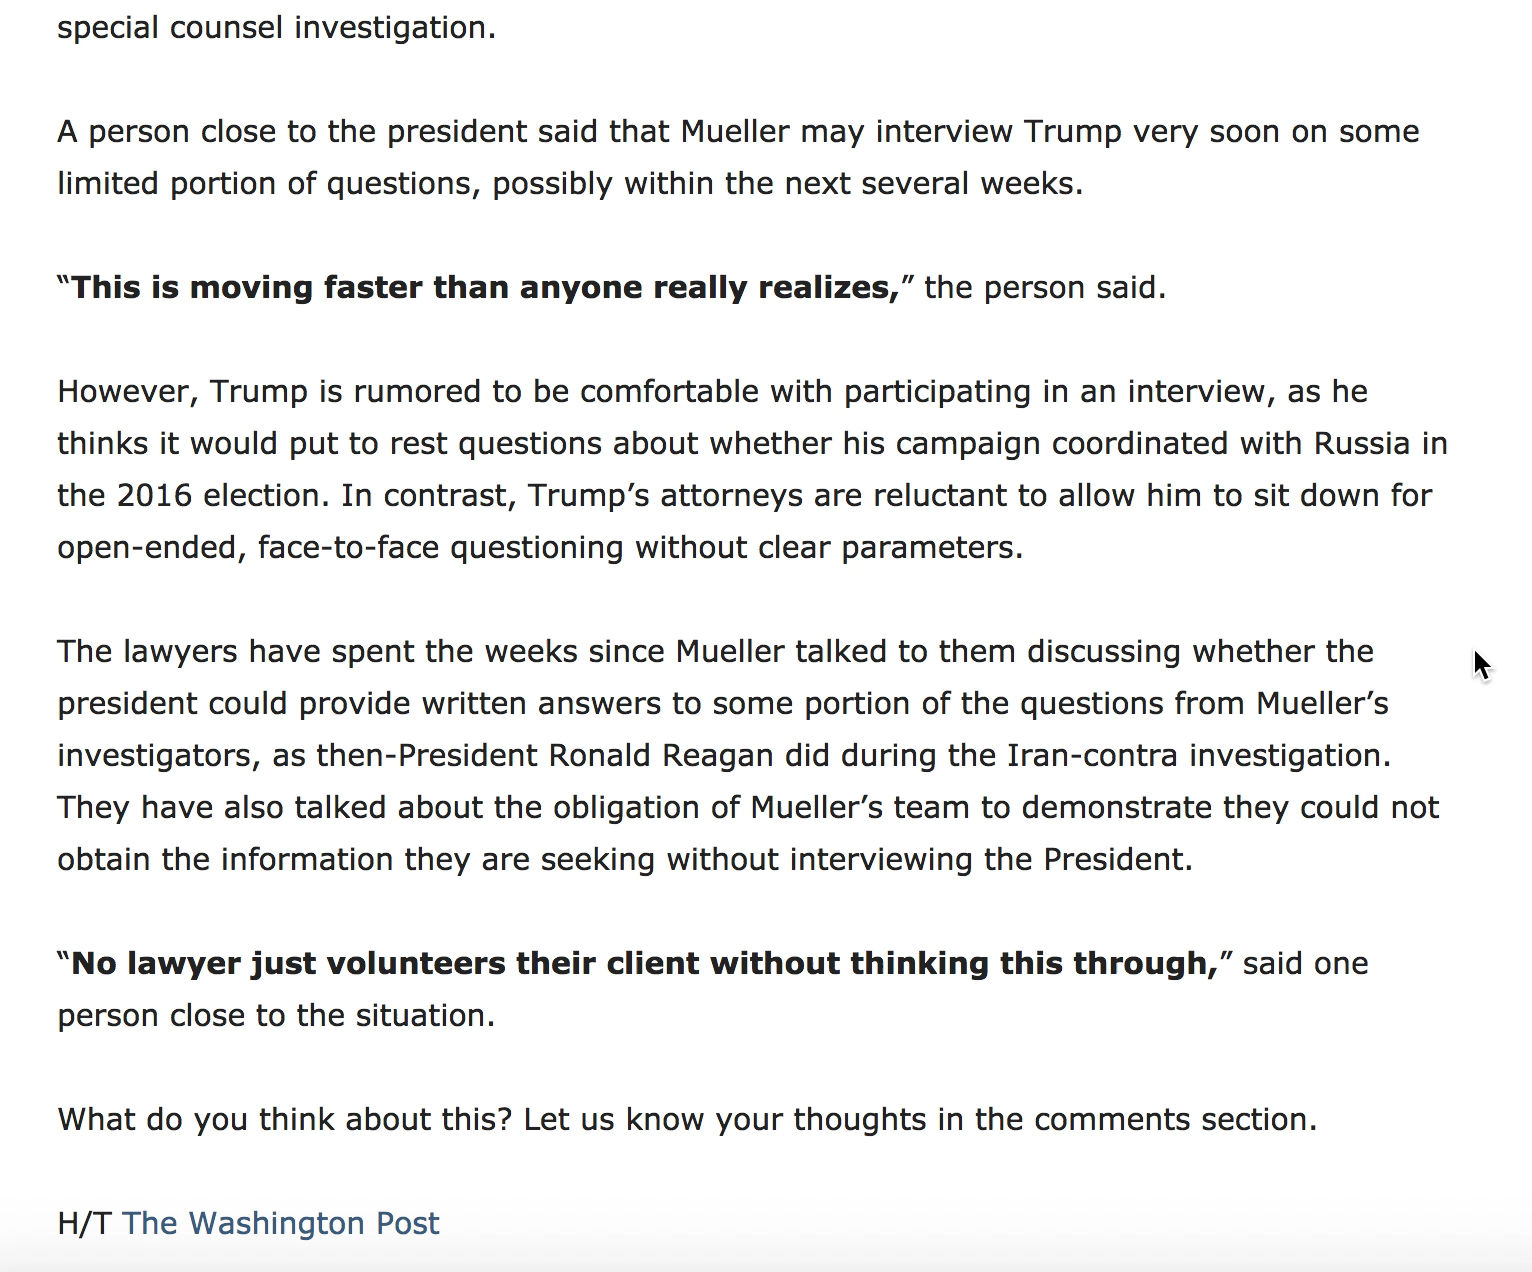 special counsel investigation.
A person close to the president said that Mueller may interview Trump very soon on some
limited portion of questions, possibly within the next several weeks.
“This is moving faster than anyone really realizes,” the person said.
However, Trump is rumored to be comfortable with participating in an interview, as he
thinks it would put to rest questions about whether his campaign coordinated with Russia in
the 2016 election. In contrast, Trump’s attorneys are reluctant to allow him to sit down for
open-ended, face-to-face questioning without clear parameters.
The lawyers have spent the weeks since Mueller talked to them discussing whether the
president could provide written answers to some portion of the questions from Mueller’s
investigators, as then-President Ronald Reagan did during the Iran-contra investigation.
They have also talked about the obligation of Mueller’s team to demonstrate they could not
obtain the information they are seeking without interviewing the President.
“No lawyer just volunteers their client without thinking this through,” said one
person close to the situation.
What do you think about this? Let us know your thoughts in the comments section.
H/T The Washington Post